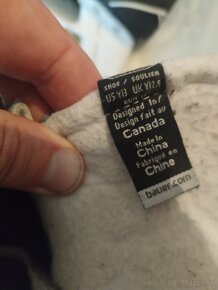 SHOE / SOULIER
US Y13 UK Y12.5
Designed in/
Design fait au
Canada
Made in
China
Fabriqué en
Chine
bauer.com